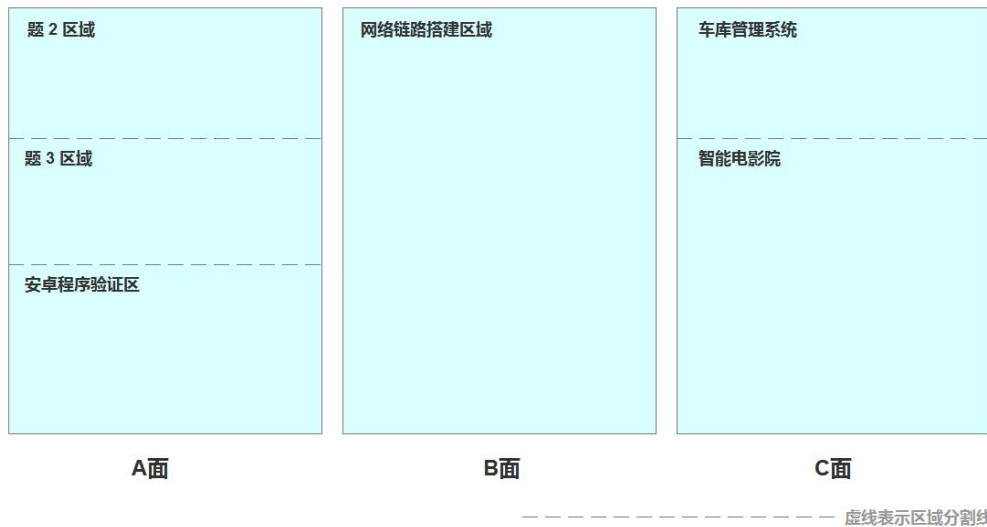 题 2 区域
题 3 区域
安卓程序验证区
A面
网络链路搭建区域
B面
车库管理系统
智能电影院
C面
虚线表示区域分割线